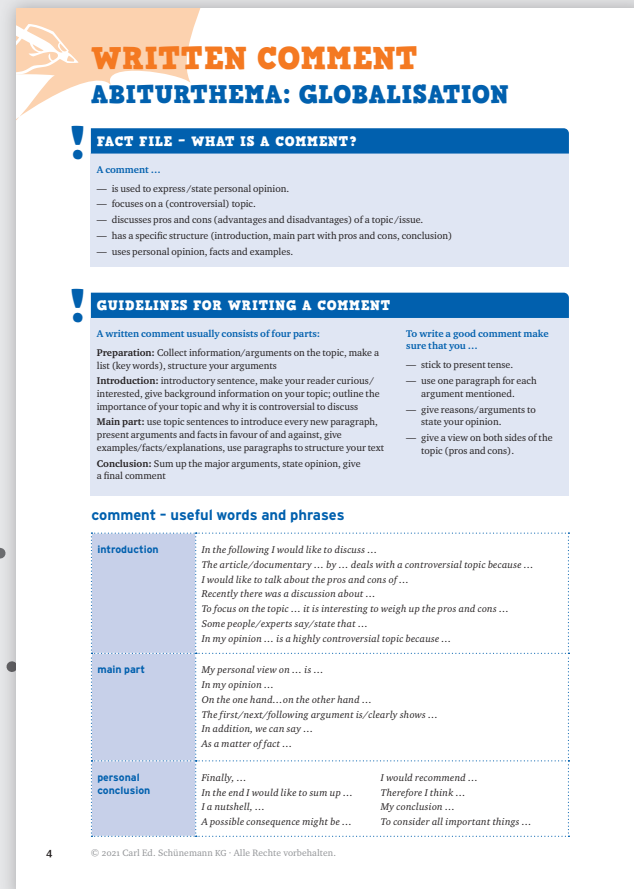 WRITTEN COMMENT
ABITURTHEMA: GLOBALISATION
!
FACT FILE – WHAT IS A COMMENT?
A comment …
— is used to express/state personal opinion.
— focuses on a (controversial) topic.
— discusses pros and cons (advantages and disadvantages) of a topic/issue.
— has a specific structure (introduction, main part with pros and cons, conclusion)
— uses personal opinion, facts and examples.
!
GUIDELINES FOR WRITING A COMMENT
A written comment usually consists of four parts:
Preparation: Collect information/arguments on the topic, make a
list (key words), structure your arguments
Introduction: introductory sentence, make your reader curious/
interested, give background information on your topic; outline the
importance of your topic and why it is controversial to discuss
Main part: use topic sentences to introduce every new paragraph,
present arguments and facts in favour of and against, give
examples/facts/explanations, use paragraphs to structure your text
Conclusion: Sum up the major arguments, state opinion, give
a final comment
To write a good comment make
sure that you …
— stick to present tense.
— use one paragraph for each
argument mentioned.
— give reasons/arguments to
state your opinion.
— give a view on both sides of the
topic (pros and cons).
comment – useful words and phrases
introduction
In the following I would like to discuss …
The article/documentary … by … deals with a controversial topic because …
I would like to talk about the pros and cons of …
Recently there was a discussion about …
To focus on the topic … it is interesting to weigh up the pros and cons …
Some people/experts say/state that …
In my opinion … is a highly controversial topic because …
main part
My personal view on … is …
In my opinion …
On the one hand…on the other hand …
The first/next/following argument is/clearly shows …
In addition, we can say …
As a matter of fact …
personal
conclusion
Finally, …
In the end I would like to sum up …
I a nutshell, …
A possible consequence might be …
I would recommend …
Therefore I think …
My conclusion …
To consider all important things …
4
© 2021 Carl Ed. Schünemann KG · Alle Rechte vorbehalten.